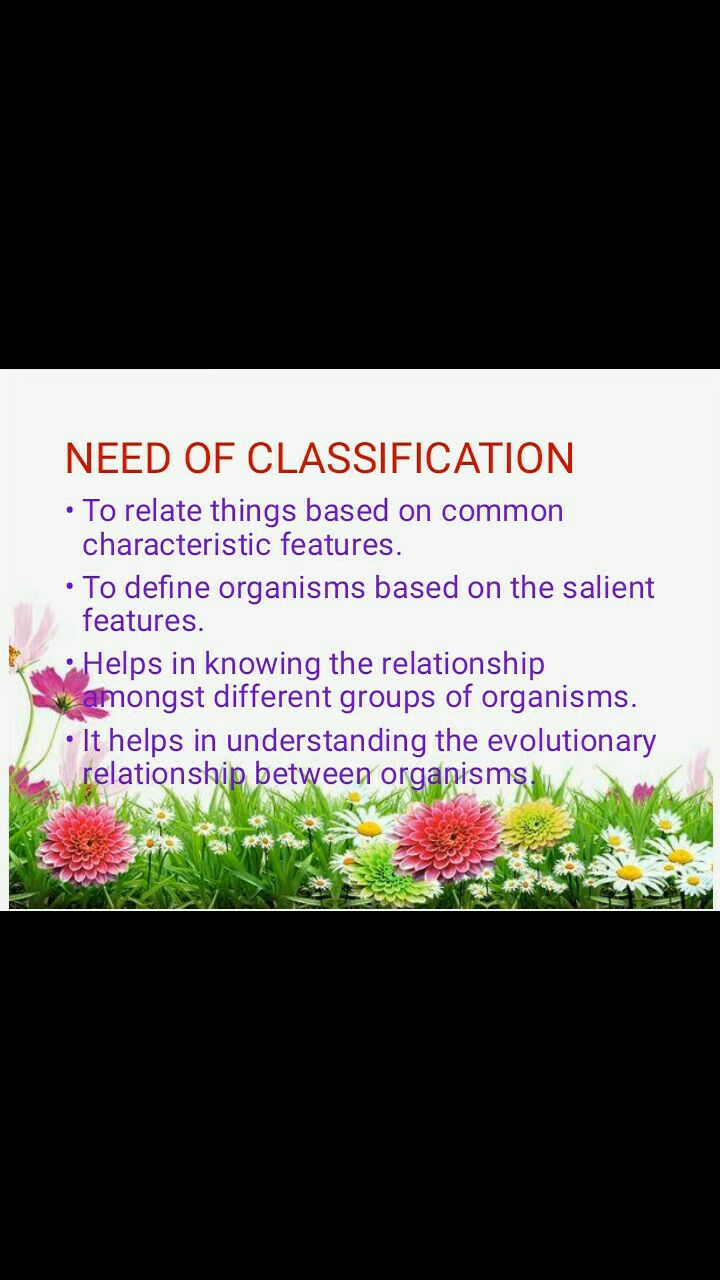 NEED OF CLASSIFICATION
• To relate things based on common
characteristic features.
• To define organisms based on the salient
features.
• Helps in knowing the relationship
amongst different groups of organisms.
• It helps in understanding the evolutionary
relationship between organisms.